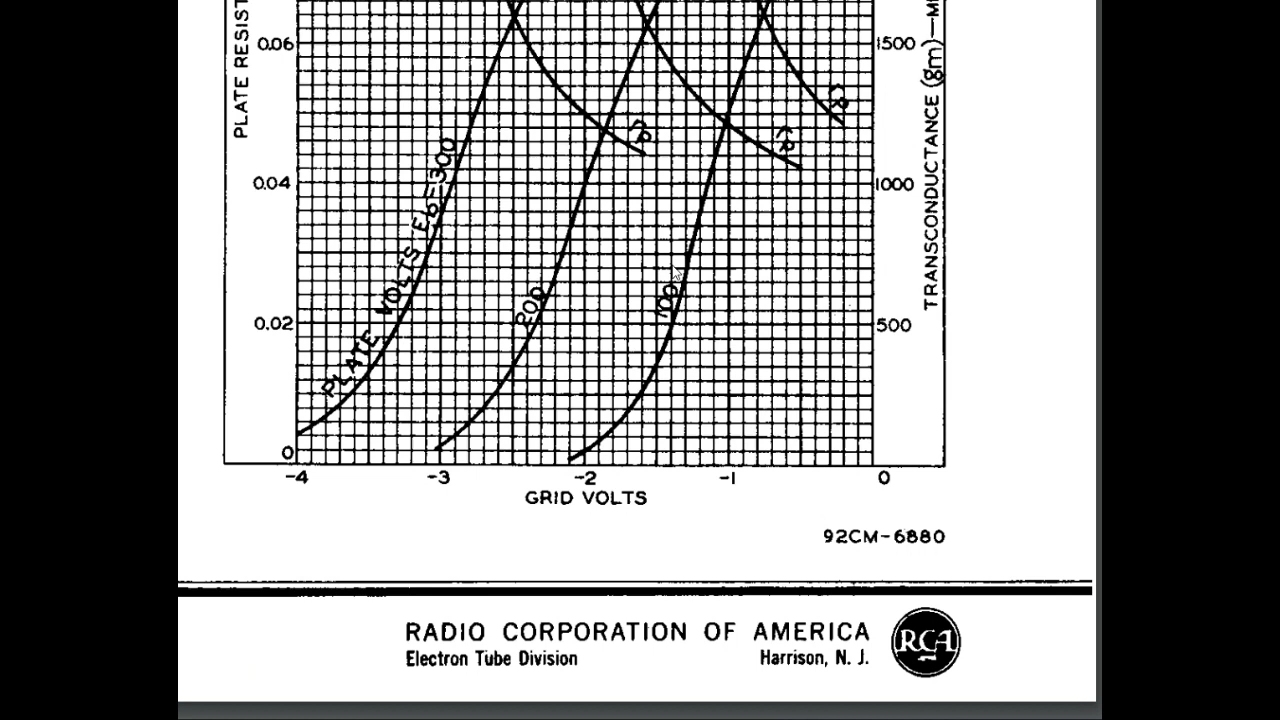 PLATE RESIST
0.06
0.04
0.02
0
1500
1000
500
TRANSCONDUCTANCE (gm)—MI
PLATE VOLTS Eb=300
200
100
rp
rp
rp
-4 -3 -2 -1 0
GRID VOLTS
92CM-6880
RADIO CORPORATION OF AMERICA
Electron Tube Division Harrison, N. J.
RCA